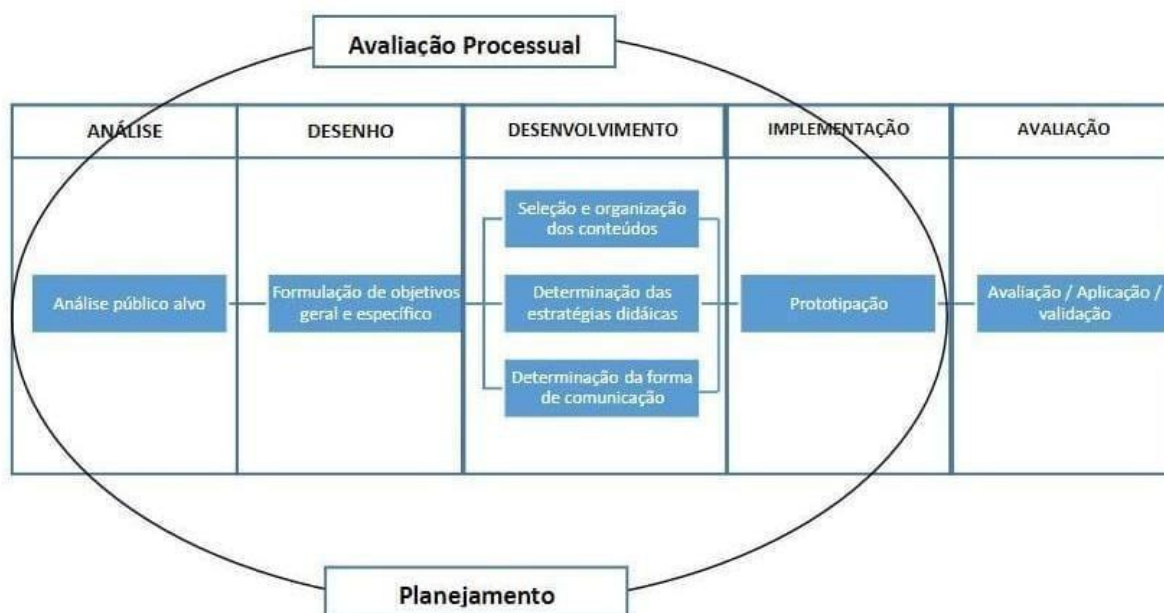 Avaliação Processual
ANÁLISE
DESENHO
DESENVOLVIMENTO
IMPLEMENTAÇÃO
AVALIAÇÃO
Seleção e organização
dos conteúdos
Análise público alvo
Formulação de objetivos
geral e específico
Determinação das
estratégias didáicas
Prototipação
Avaliação / Aplicação /
validação
Determinação da forma
de comunicação
Planejamento